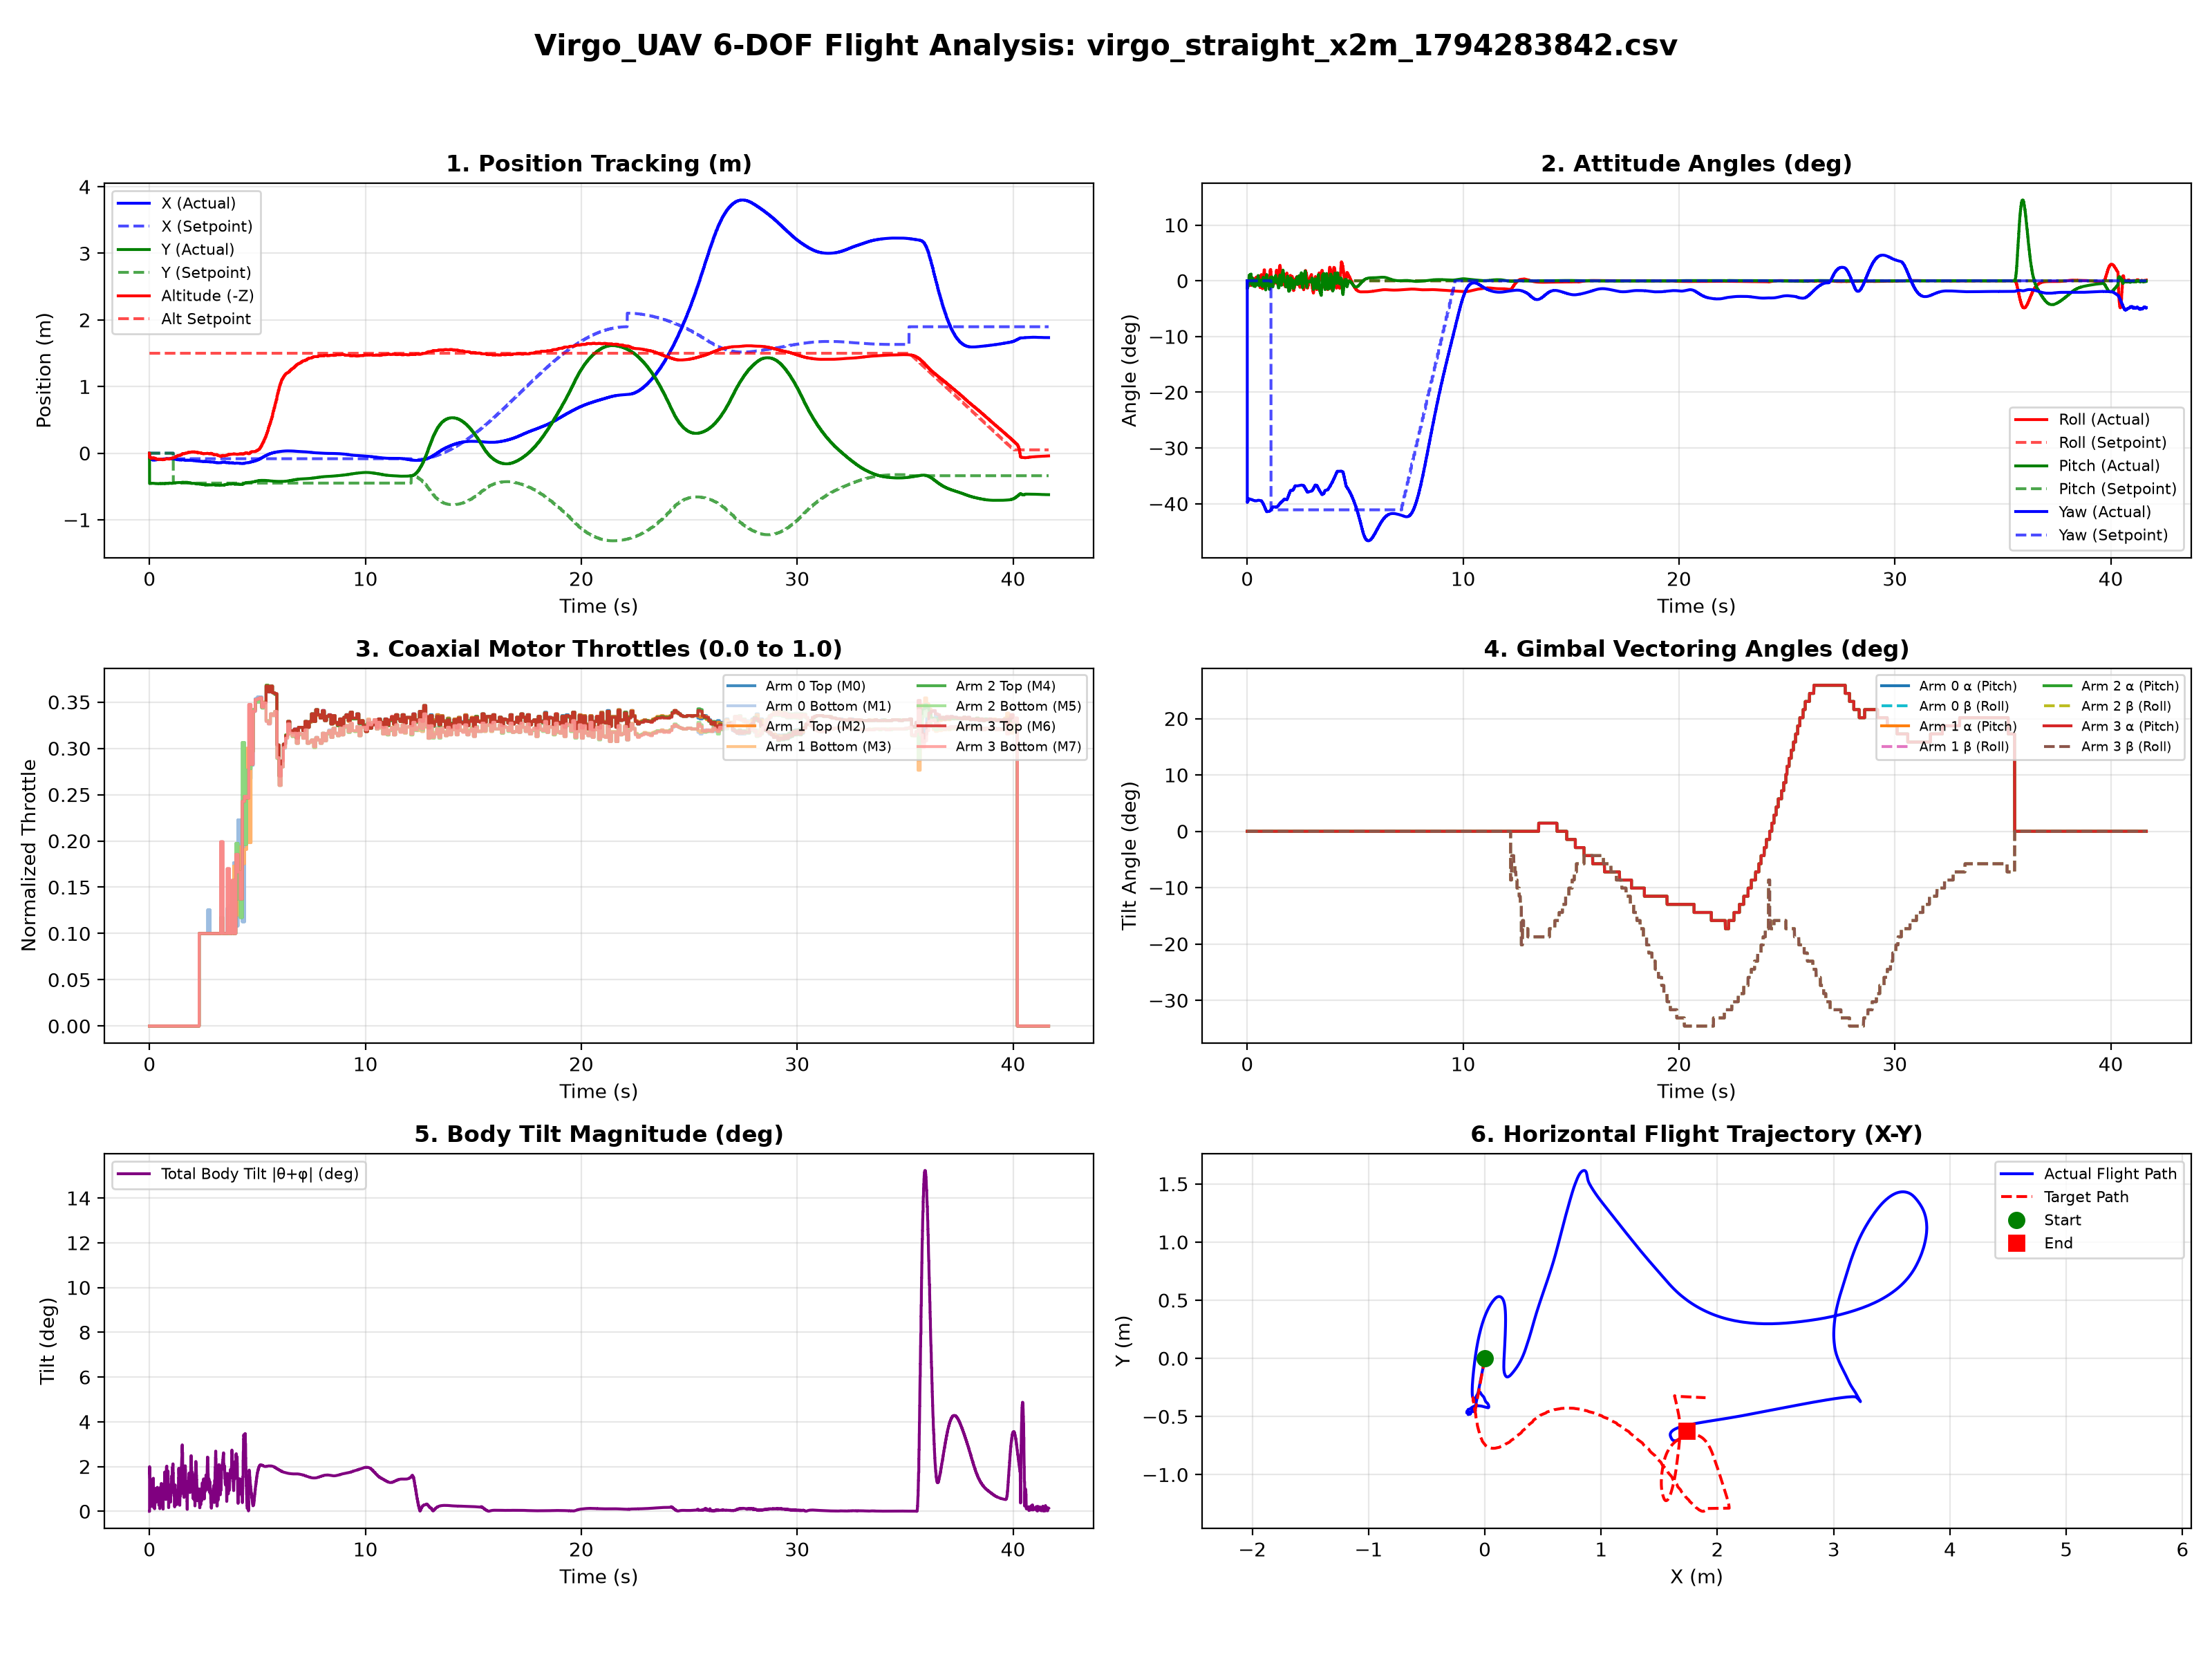 Virgo_UAV 6-DOF Flight Analysis: virgo_straight_x2m_1794283842.csv
1. Position Tracking (m)
4
3
2
1
0
−1
Position (m)
X (Actual)
X (Setpoint)
Y (Actual)
Y (Setpoint)
Altitude (-Z)
Alt Setpoint
0 10 20 30 40
Time (s)
2. Attitude Angles (deg)
10
0
−10
−20
−30
−40
Angle (deg)
Roll (Actual)
Roll (Setpoint)
Pitch (Actual)
Pitch (Setpoint)
Yaw (Actual)
Yaw (Setpoint)
0 10 20 30 40
Time (s)
3. Coaxial Motor Throttles (0.0 to 1.0)
0.35
0.30
0.25
0.20
0.15
0.10
0.05
0.00
Normalized Throttle
Arm 0 Top (M0)
Arm 0 Bottom (M1)
Arm 1 Top (M2)
Arm 1 Bottom (M3)
Arm 2 Top (M4)
Arm 2 Bottom (M5)
Arm 3 Top (M6)
Arm 3 Bottom (M7)
0 10 20 30 40
Time (s)
4. Gimbal Vectoring Angles (deg)
20
10
0
−10
−20
−30
Tilt Angle (deg)
Arm 0 α (Pitch)
Arm 0 β (Roll)
Arm 1 α (Pitch)
Arm 1 β (Roll)
Arm 2 α (Pitch)
Arm 2 β (Roll)
Arm 3 α (Pitch)
Arm 3 β (Roll)
0 10 20 30 40
Time (s)
5. Body Tilt Magnitude (deg)
14
12
10
8
6
4
2
0
Tilt (deg)
Total Body Tilt |θ+φ| (deg)
0 10 20 30 40
Time (s)
6. Horizontal Flight Trajectory (X-Y)
1.5
1.0
0.5
0.0
−0.5
−1.0
Y (m)
Actual Flight Path
Target Path
Start
End
−2 −1 0 1 2 3 4 5 6
X (m)